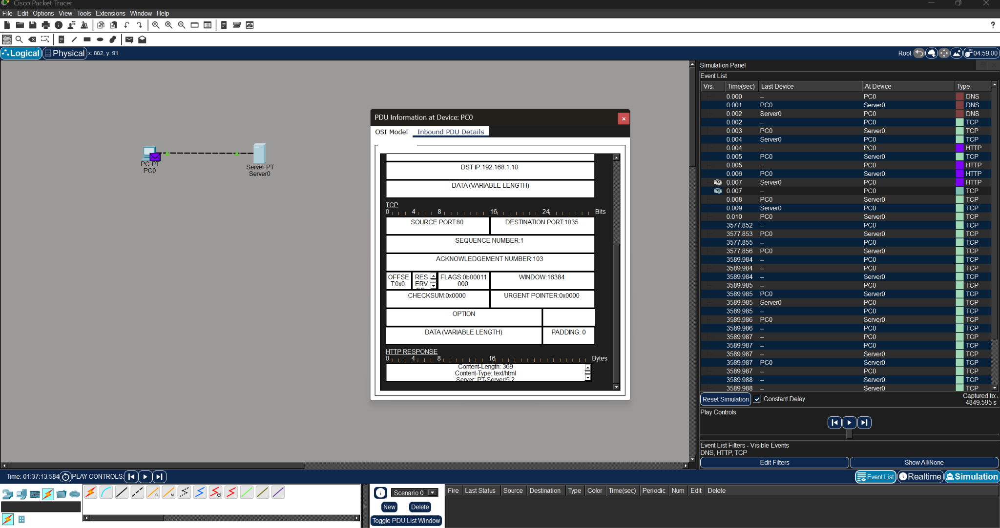 Cisco Packet Tracer
File Edit Options View Tools Extensions Window Help
?
Logical Physical x: 882, y: 91 Root 04:59:00
PC-PT
PC0
Server-PT
Server0
PDU Information at Device: PC0
OSI Model Inbound PDU Details
DST IP:192.168.1.10
DATA (VARIABLE LENGTH)
TCP
0 4 8 16 24 Bits
SOURCE PORT:80 DESTINATION PORT:1035
SEQUENCE NUMBER:1
ACKNOWLEDGEMENT NUMBER:103
OFFSE RES FLAGS:0b00011 WINDOW:16384
T:0x0 ERV 000
CHECKSUM:0x0000 URGENT POINTER:0x0000
OPTION
DATA (VARIABLE LENGTH) PADDING: 0
HTTP RESPONSE
0 4 8 16 Bytes
Content-Length: 369
Content-Type: text/html
Server: PT-Server/5.2
Simulation Panel
Event List
Vis. Time(sec) Last Device At Device Type
0.000 -- PC0 DNS
0.001 PC0 Server0 DNS
0.002 Server0 PC0 DNS
0.002 -- PC0 TCP
0.003 PC0 Server0 TCP
0.004 Server0 PC0 TCP
0.004 -- PC0 HTTP
0.005 PC0 Server0 TCP
0.005 -- PC0 HTTP
0.006 PC0 Server0 HTTP
0.007 Server0 PC0 HTTP
0.007 -- PC0 TCP
0.008 PC0 Server0 TCP
0.009 Server0 PC0 TCP
0.010 PC0 Server0 TCP
3577.852 -- PC0 TCP
3577.853 PC0 Server0 TCP
3577.855 -- PC0 TCP
3577.856 PC0 Server0 TCP
3589.984 -- PC0 TCP
3589.984 -- PC0 TCP
3589.984 -- Server0 TCP
3589.985 -- PC0 TCP
3589.985 PC0 Server0 TCP
3589.985 Server0 PC0 TCP
3589.985 -- PC0 TCP
3589.986 PC0 Server0 TCP
3589.986 -- PC0 TCP
3589.987 -- PC0 TCP
3589.987 -- PC0 TCP
3589.987 -- Server0 TCP
3589.987 PC0 Server0 TCP
3589.987 -- PC0 TCP
3589.988 -- Server0 TCP
3589.988 -- Server0 TCP
Reset Simulation Constant Delay Captured to:*
4849.595 s
Play Controls
Event List Filters - Visible Events
DNS, HTTP, TCP
Edit Filters Show All/None
Time: 01:37:13.584 PLAY CONTROLS: Event List Realtime Simulation
Scenario 0
New Delete
Toggle PDU List Window
Fire Last Status Source Destination Type Color Time(sec) Periodic Num Edit Delete